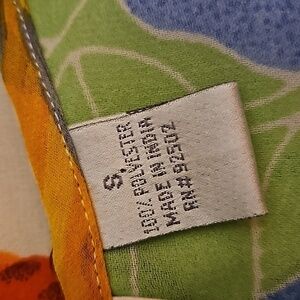 S.
100% POLYESTER
MADE IN INDIA
RN# 92502